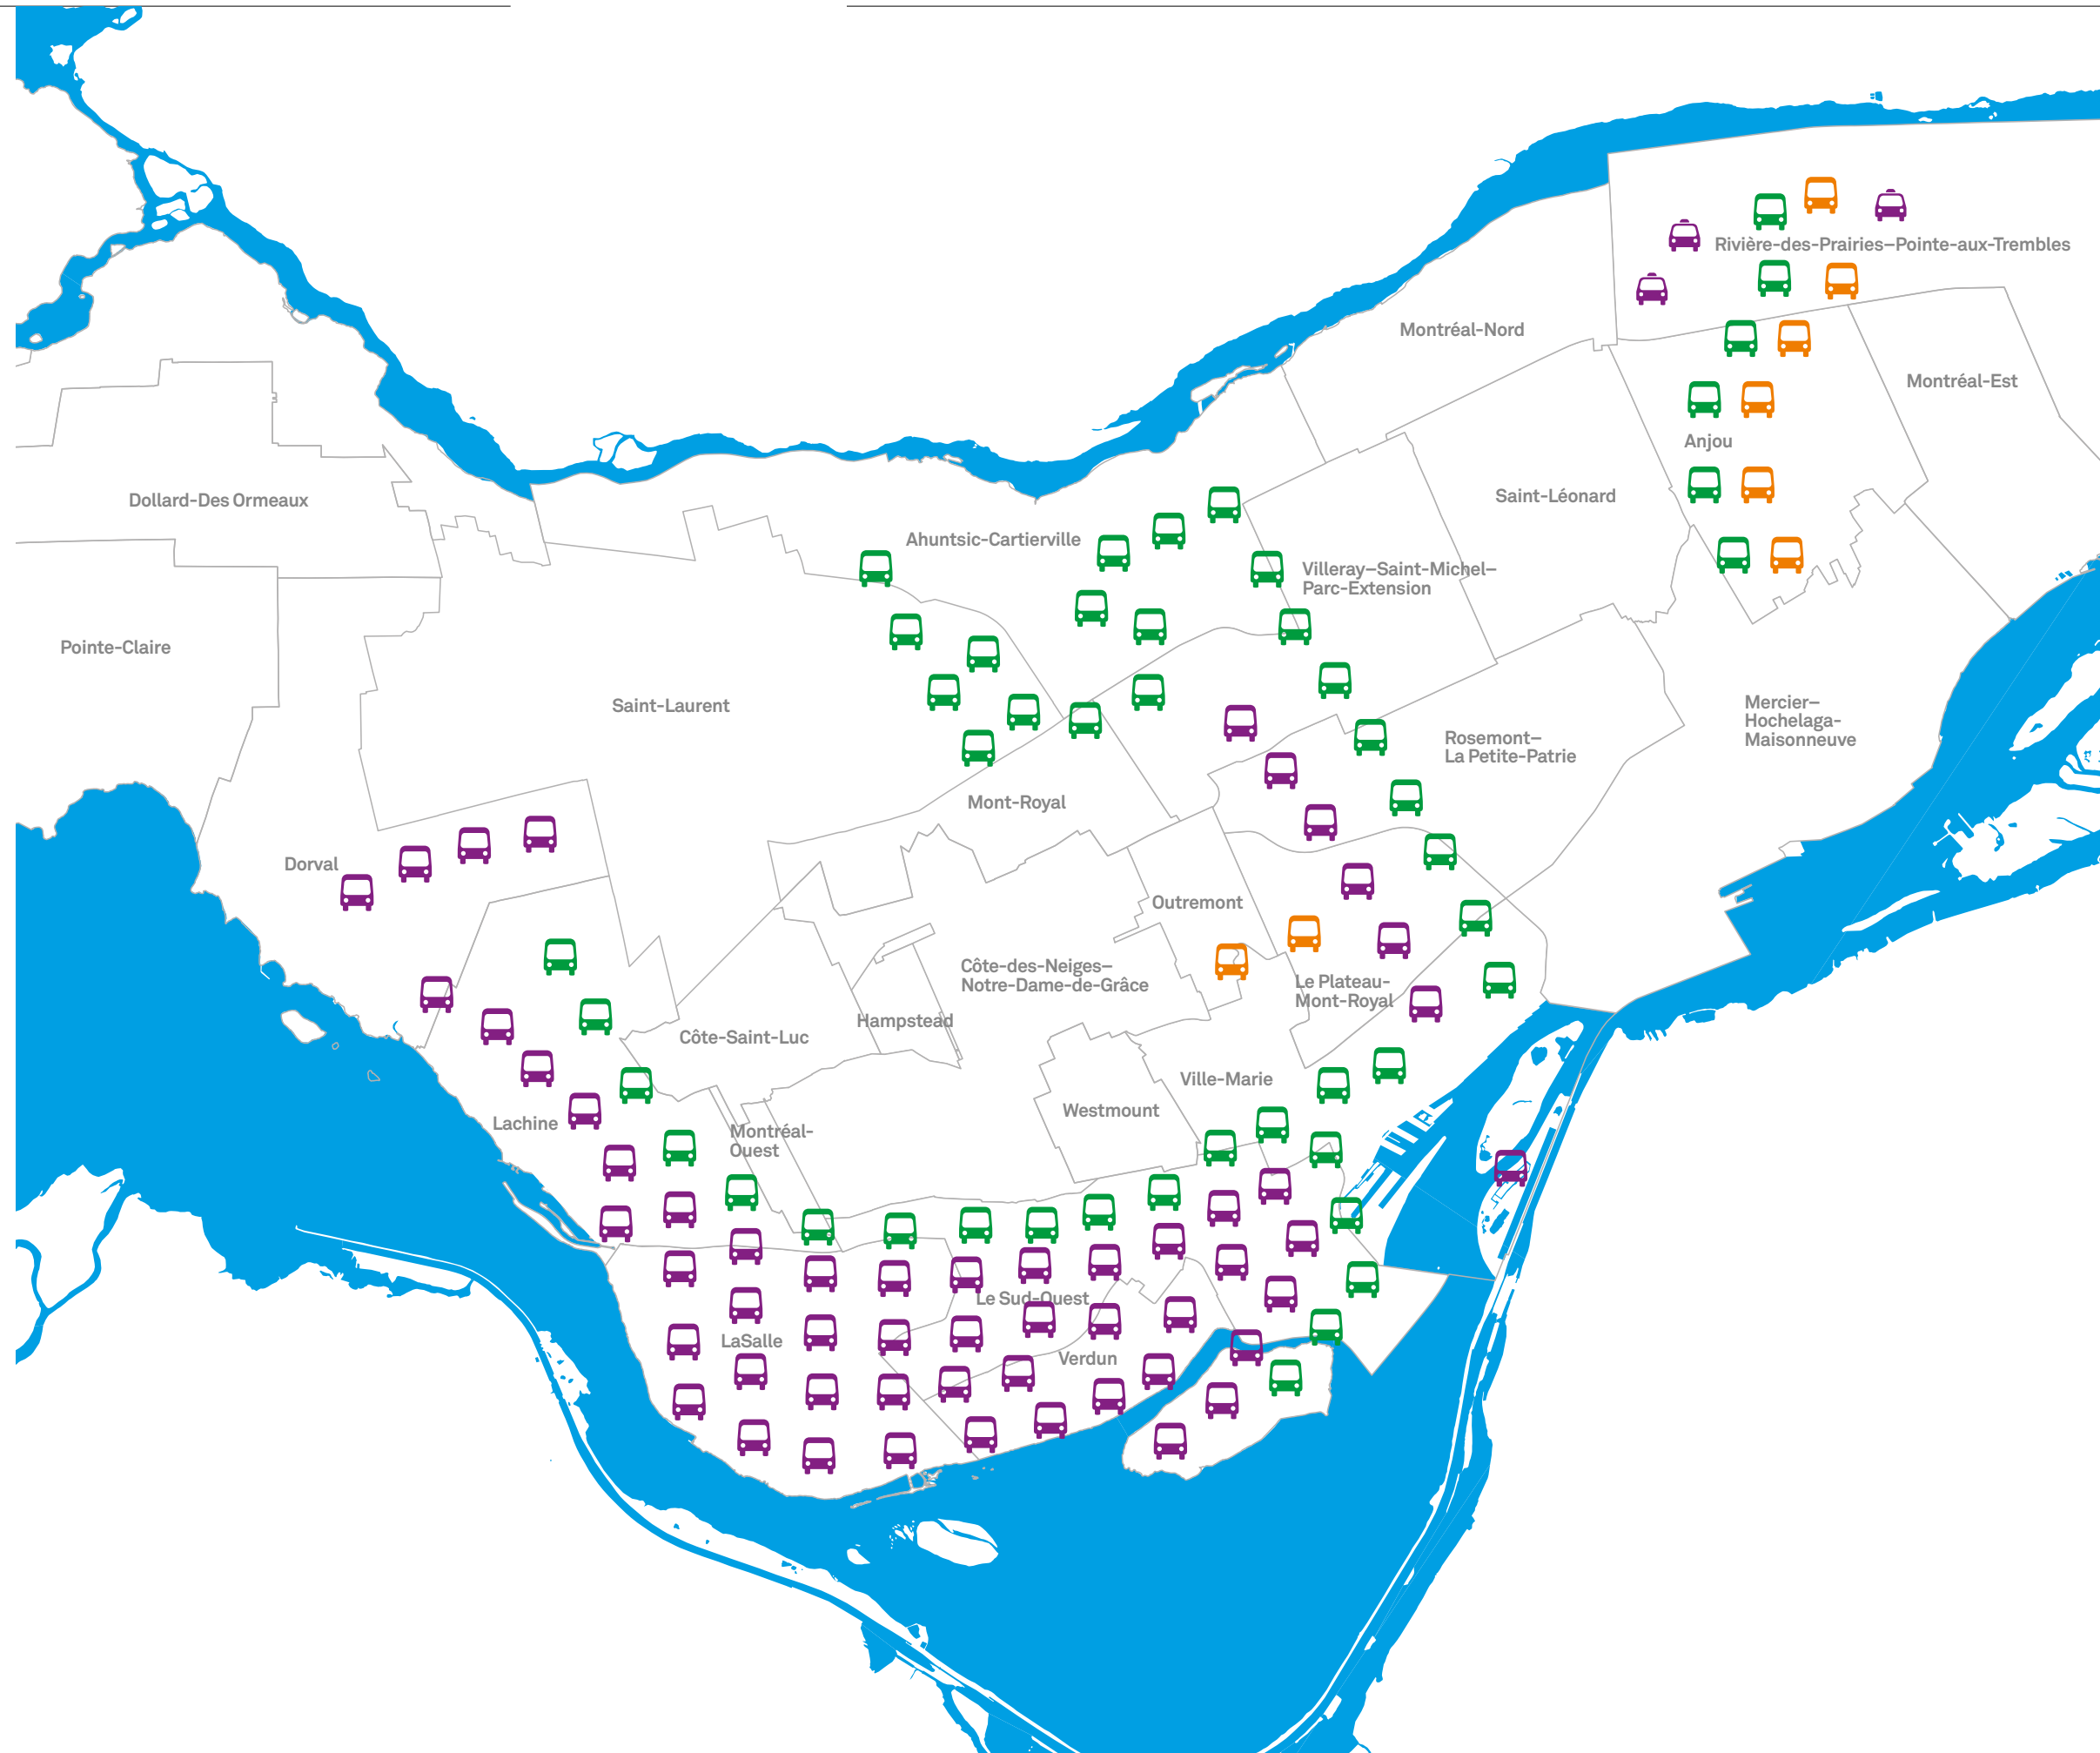 Rivière-des-Prairies–Pointe-aux-Trembles
Montréal-Nord
Montréal-Est
Anjou
Saint-Léonard
Dollard-Des Ormeaux
Ahuntsic-Cartierville
Villeray–Saint-Michel–
Parc-Extension
Pointe-Claire
Saint-Laurent
Mercier–
Hochelaga-
Maisonneuve
Rosemont–
La Petite-Patrie
Mont-Royal
Dorval
Outremont
Côte-des-Neiges–
Notre-Dame-de-Grâce
Le Plateau-
Mont-Royal
Hampstead
Côte-Saint-Luc
Ville-Marie
Westmount
Lachine
Montréal-
Ouest
Le Sud-Ouest
LaSalle
Verdun